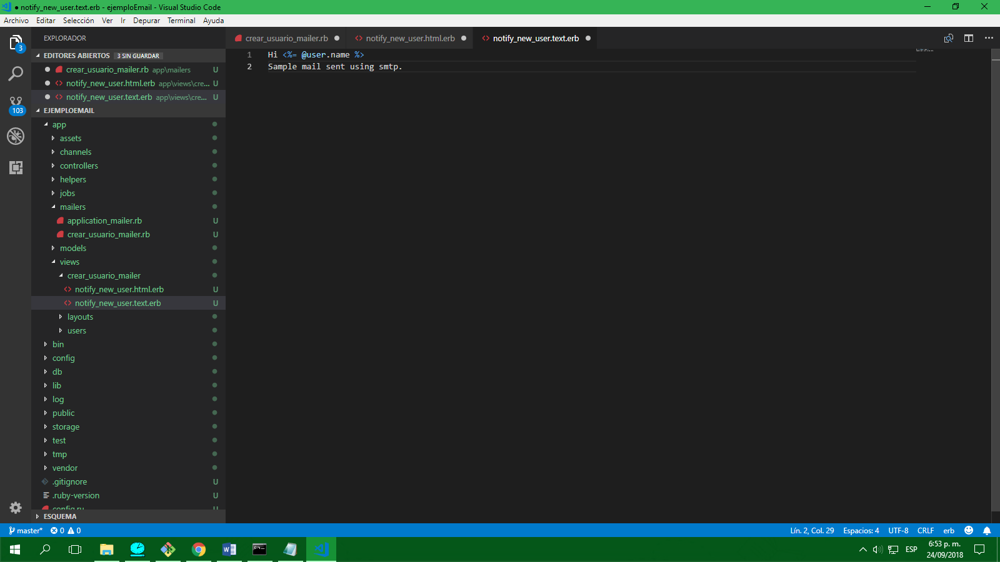 ● notify_new_user.text.erb - ejemploEmail - Visual Studio Code
Archivo Editar Selección Ver Ir Depurar Terminal Ayuda
EXPLORADOR
3
EDITORES ABIERTOS 3 SIN GUARDAR
crear_usuario_mailer.rb app\mailers U
notify_new_user.html.erb app\views\cre... U
notify_new_user.text.erb app\views\cre... U
103
EJEMPLOEMAIL
app
assets
channels
controllers
helpers
jobs
mailers
application_mailer.rb U
crear_usuario_mailer.rb U
models
views
crear_usuario_mailer
notify_new_user.html.erb U
notify_new_user.text.erb U
layouts
users
bin
config
db
lib
log
public
storage
test
tmp
vendor
.gitignore U
.ruby-version U
config.ru U
ESQUEMA
crear_usuario_mailer.rb
notify_new_user.html.erb
notify_new_user.text.erb
1 Hi <%= @user.name %>
2 Sample mail sent using smtp.
master* 0 0
Lín. 2, Col. 29 Espacios: 4 UTF-8 CRLF erb
ESP
6:53 p. m.
24/09/2018